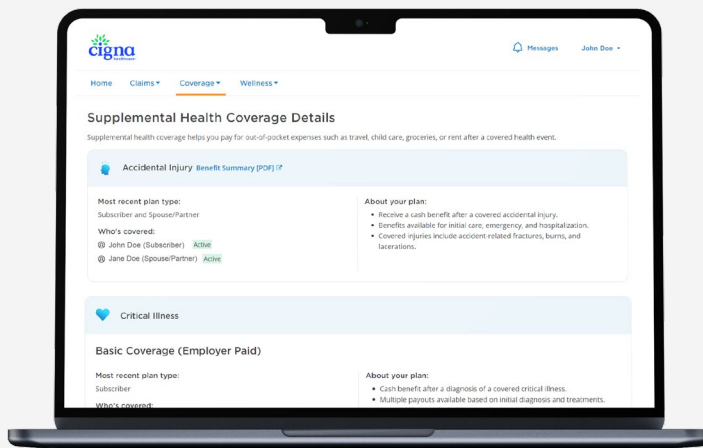 cigna
healthcare
Messages
John Doe
Home Claims Coverage Wellness
Supplemental Health Coverage Details
Supplemental health coverage helps you pay for out-of-pocket expenses such as travel, child care, groceries, or rent after a covered health event.
Accidental Injury Benefit Summary [PDF]
Most recent plan type:
Subscriber and Spouse/Partner
Who's covered:
John Doe (Subscriber) Active
Jane Doe (Spouse/Partner) Active
About your plan:
• Receive a cash benefit after a covered accidental injury.
• Benefits available for initial care, emergency, and hospitalization.
• Covered injuries include accident-related fractures, burns, and
lacerations.
Critical Illness
Basic Coverage (Employer Paid)
Most recent plan type:
Subscriber
Who's covered:
About your plan:
• Cash benefit after a diagnosis of a covered critical illness.
• Multiple payouts available based on initial diagnosis and treatments.